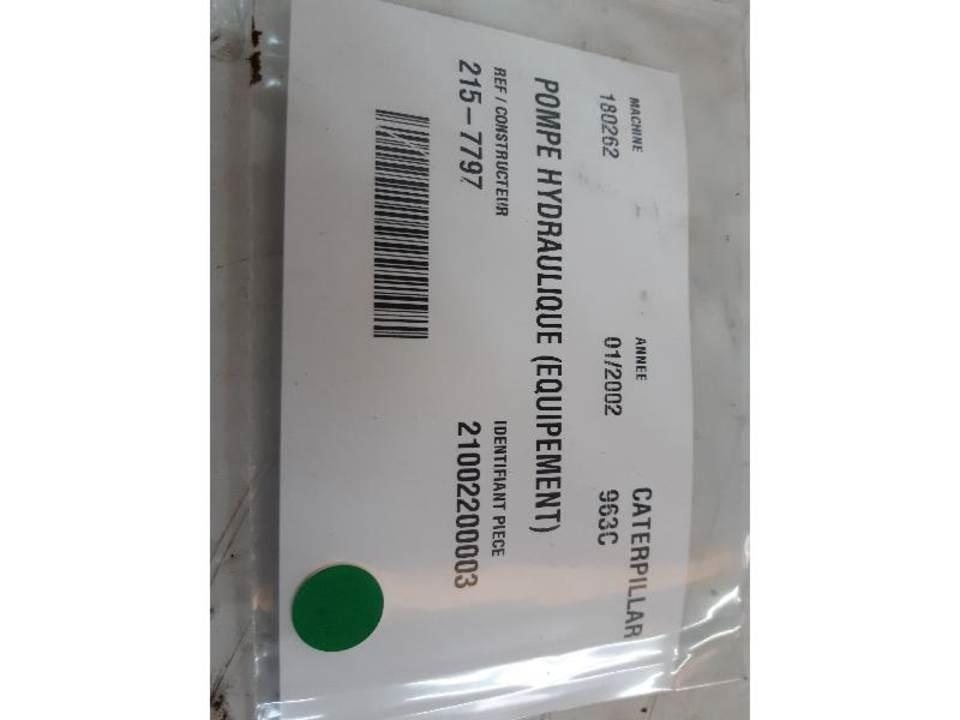 MACHINE ANNEE CATERPILLAR
180262 01/2002 963C
POMPE HYDRAULIQUE (EQUIPEMENT)
REF / CONSTRUCTEUR IDENTIFIANT PIECE
215-7797 21002200003